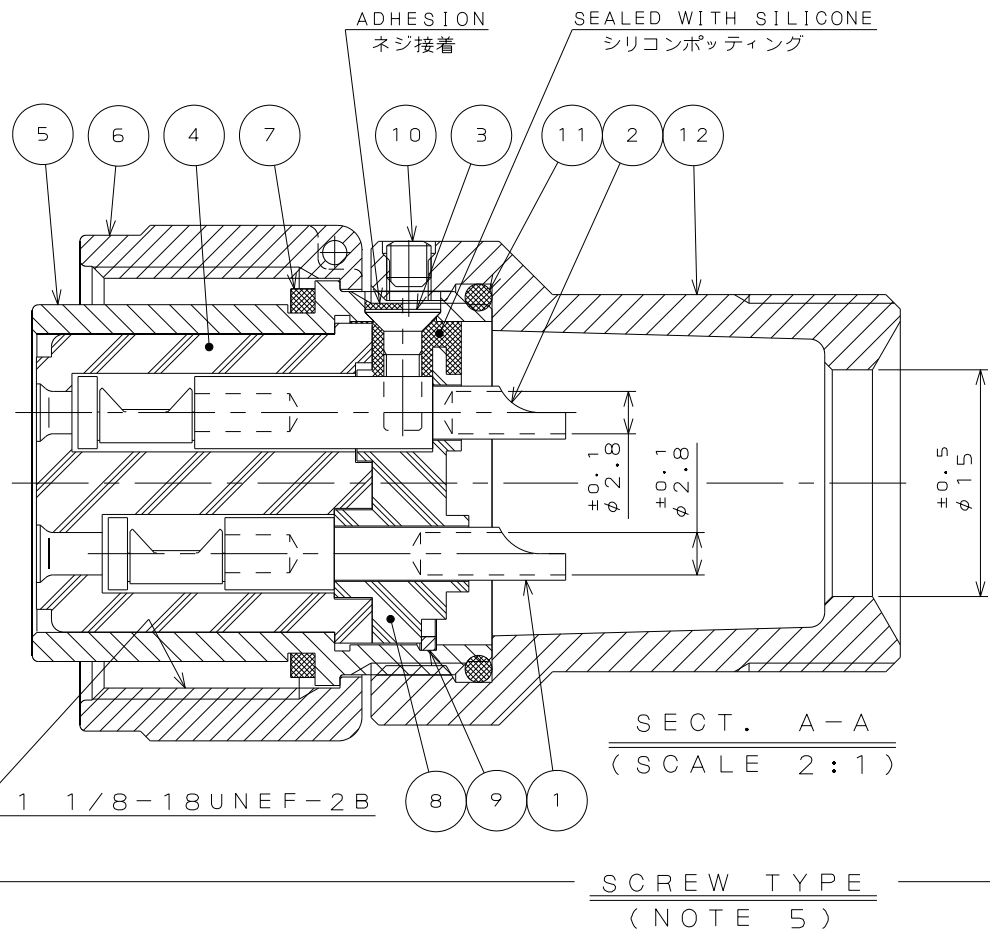 ADHESION
ネジ接着
SEALED WITH SILICONE
シリコンポッティング
5
6
4
7
10
3
11
2
12
±0.1
φ2.8
±0.1
φ2.8
±0.5
φ15
SECT. A-A
(SCALE 2:1)
1 1/8-18UNEF-2B
8
9
1
SCREW TYPE
(NOTE 5)